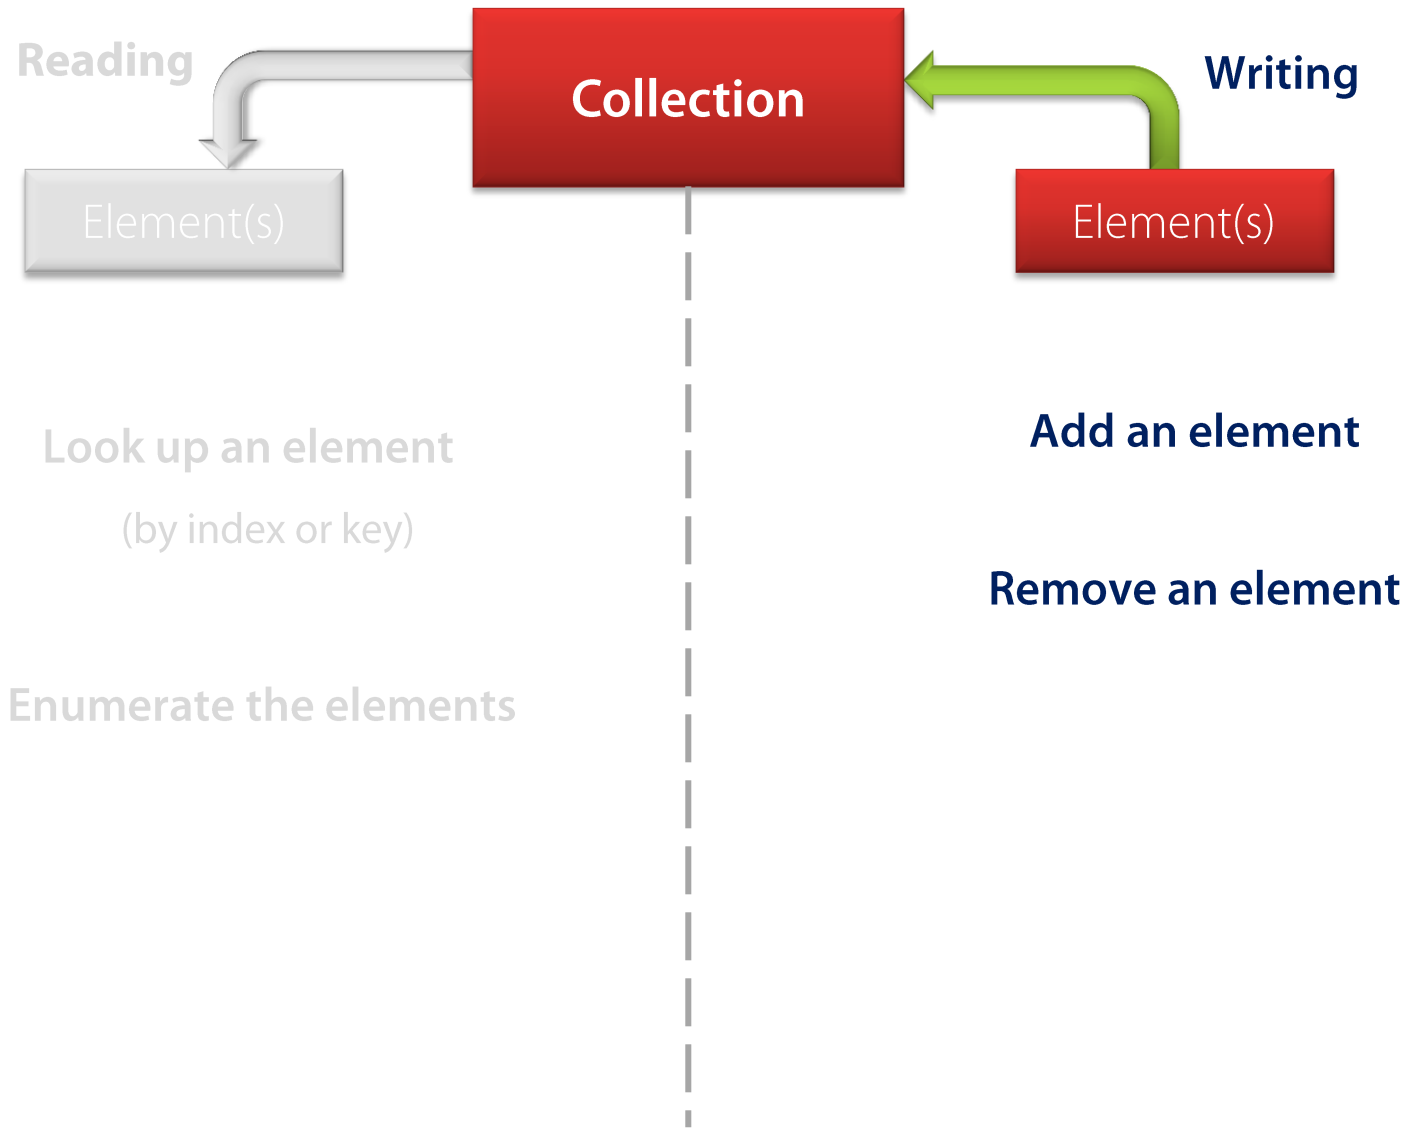 Reading
Collection
Writing
Element(s)
Element(s)
Look up an element
(by index or key)
Enumerate the elements
Add an element
Remove an element